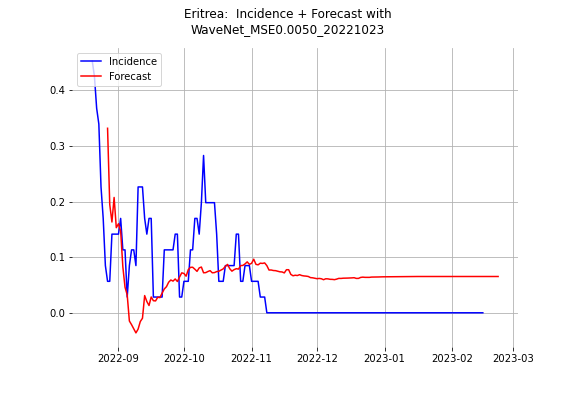 Eritrea:  Incidence + Forecast with
WaveNet_MSE0.0050_20221023
Incidence
Forecast
0.4
0.3
0.2
0.1
0.0
2022-09 2022-10 2022-11 2022-12 2023-01 2023-02 2023-03